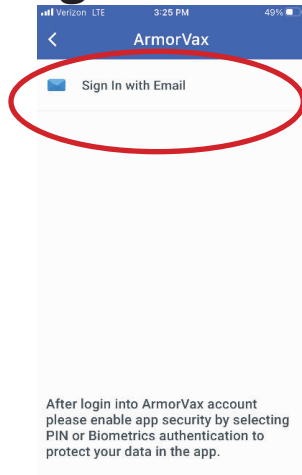 Verizon LTE 3:25 PM 49%
ArmorVax
Sign In with Email
After login into ArmorVax account
please enable app security by selecting
PIN or Biometrics authentication to
protect your data in the app.